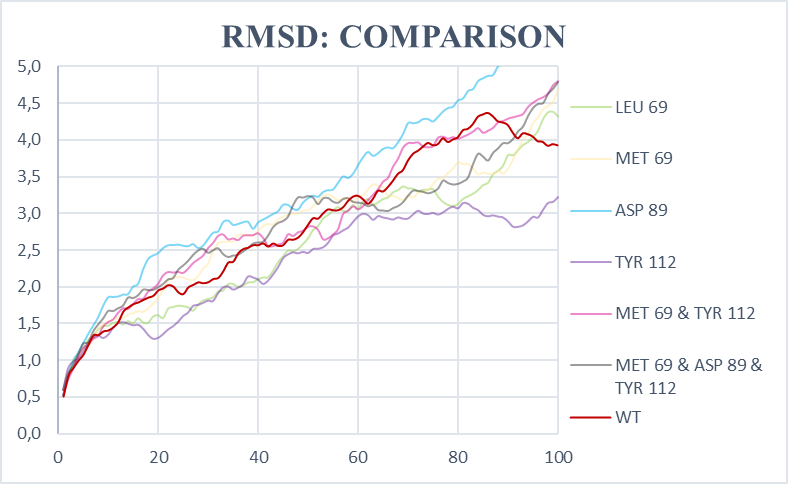 RMSD: COMPARISON
5,0
4,5
4,0
3,5
3,0
2,5
2,0
1,5
1,0
0,5
0,0
0 20 40 60 80 100
LEU 69
MET 69
ASP 89
TYR 112
MET 69 & TYR 112
MET 69 & ASP 89 &
TYR 112
WT